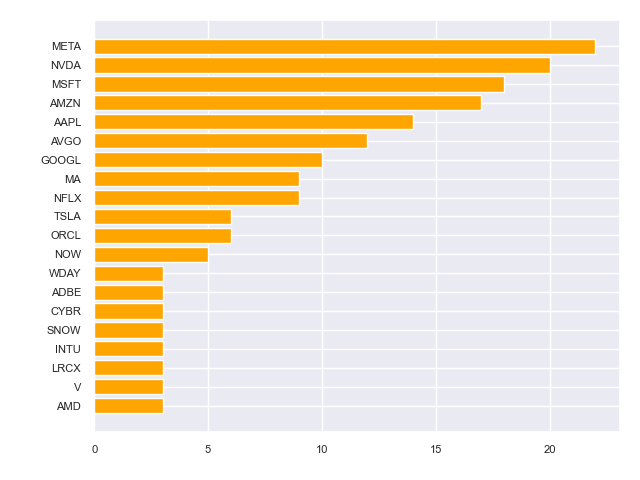 META
NVDA
MSFT
AMZN
AAPL
AVGO
GOOGL
MA
NFLX
TSLA
ORCL
NOW
WDAY
ADBE
CYBR
SNOW
INTU
LRCX
V
AMD
0 5 10 15 20